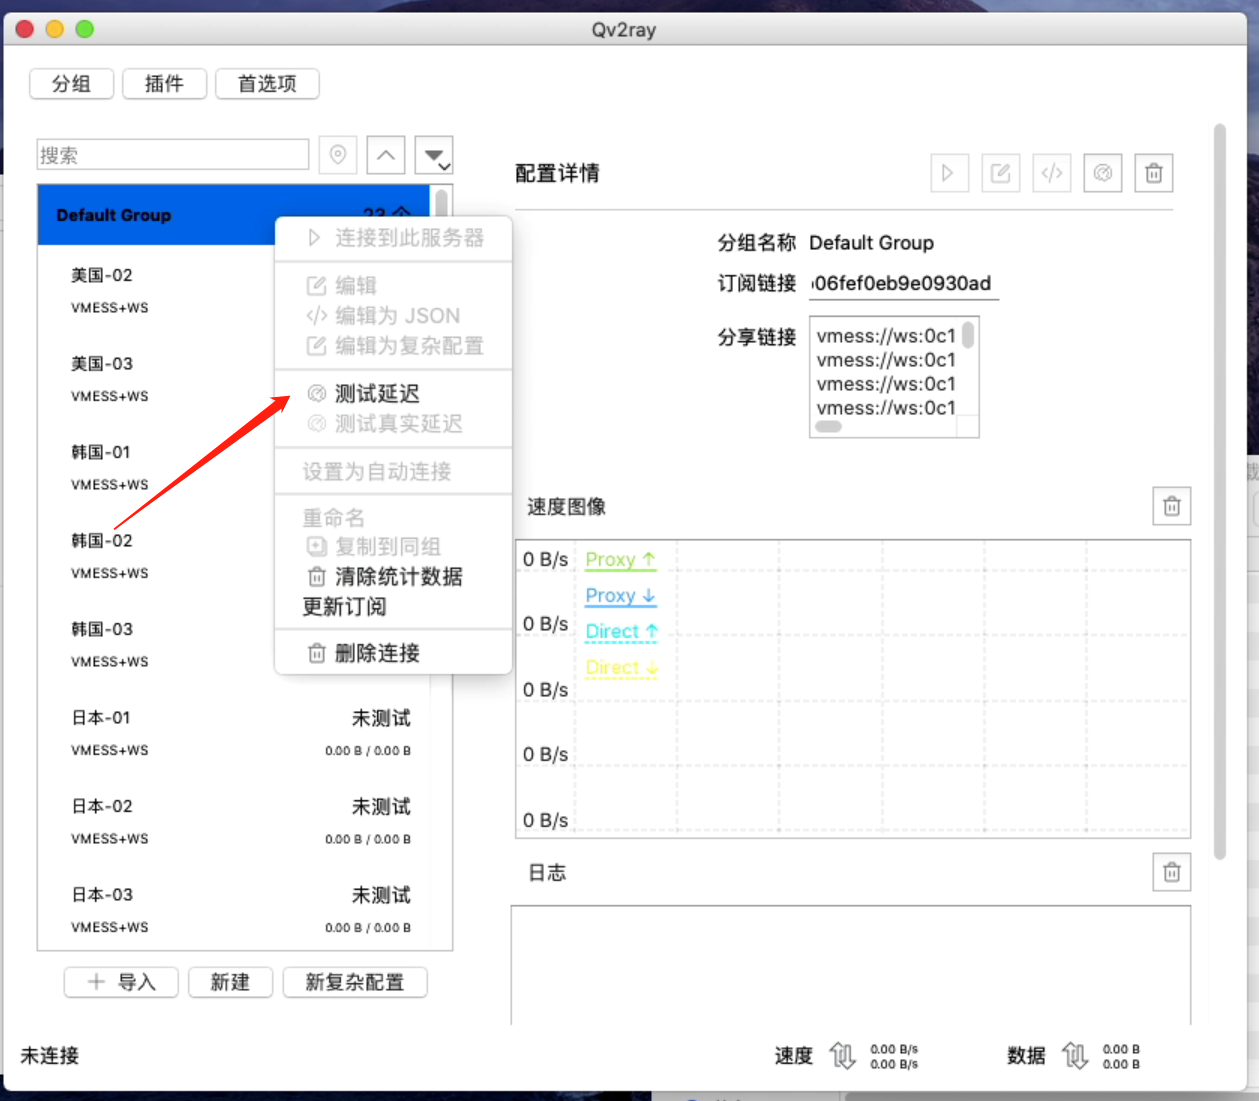 Qv2ray
分组 插件 首选项
搜索
Default Group
美国-02
VMESS+WS
美国-03
VMESS+WS
韩国-01
VMESS+WS
韩国-02
VMESS+WS
韩国-03
VMESS+WS
日本-01 未测试
VMESS+WS 0.00 B / 0.00 B
日本-02 未测试
VMESS+WS 0.00 B / 0.00 B
日本-03 未测试
VMESS+WS 0.00 B / 0.00 B
导入 新建 新复杂配置
连接到此服务器
编辑
</> 编辑为 JSON
编辑为复杂配置
测试延迟
测试真实延迟
设置为自动连接
重命名
复制到同组
清除统计数据
更新订阅
删除连接
配置详情
</>
分组名称 Default Group
订阅链接 06fef0eb9e0930ad
分享链接 vmess://ws:0c1
vmess://ws:0c1
vmess://ws:0c1
vmess://ws:0c1
速度图像
0 B/s Proxy ↑
Proxy ↓
0 B/s Direct ↑
Direct ↓
0 B/s
0 B/s
0 B/s
日志
未连接
速度 0.00 B/s
0.00 B/s
数据 0.00 B
0.00 B